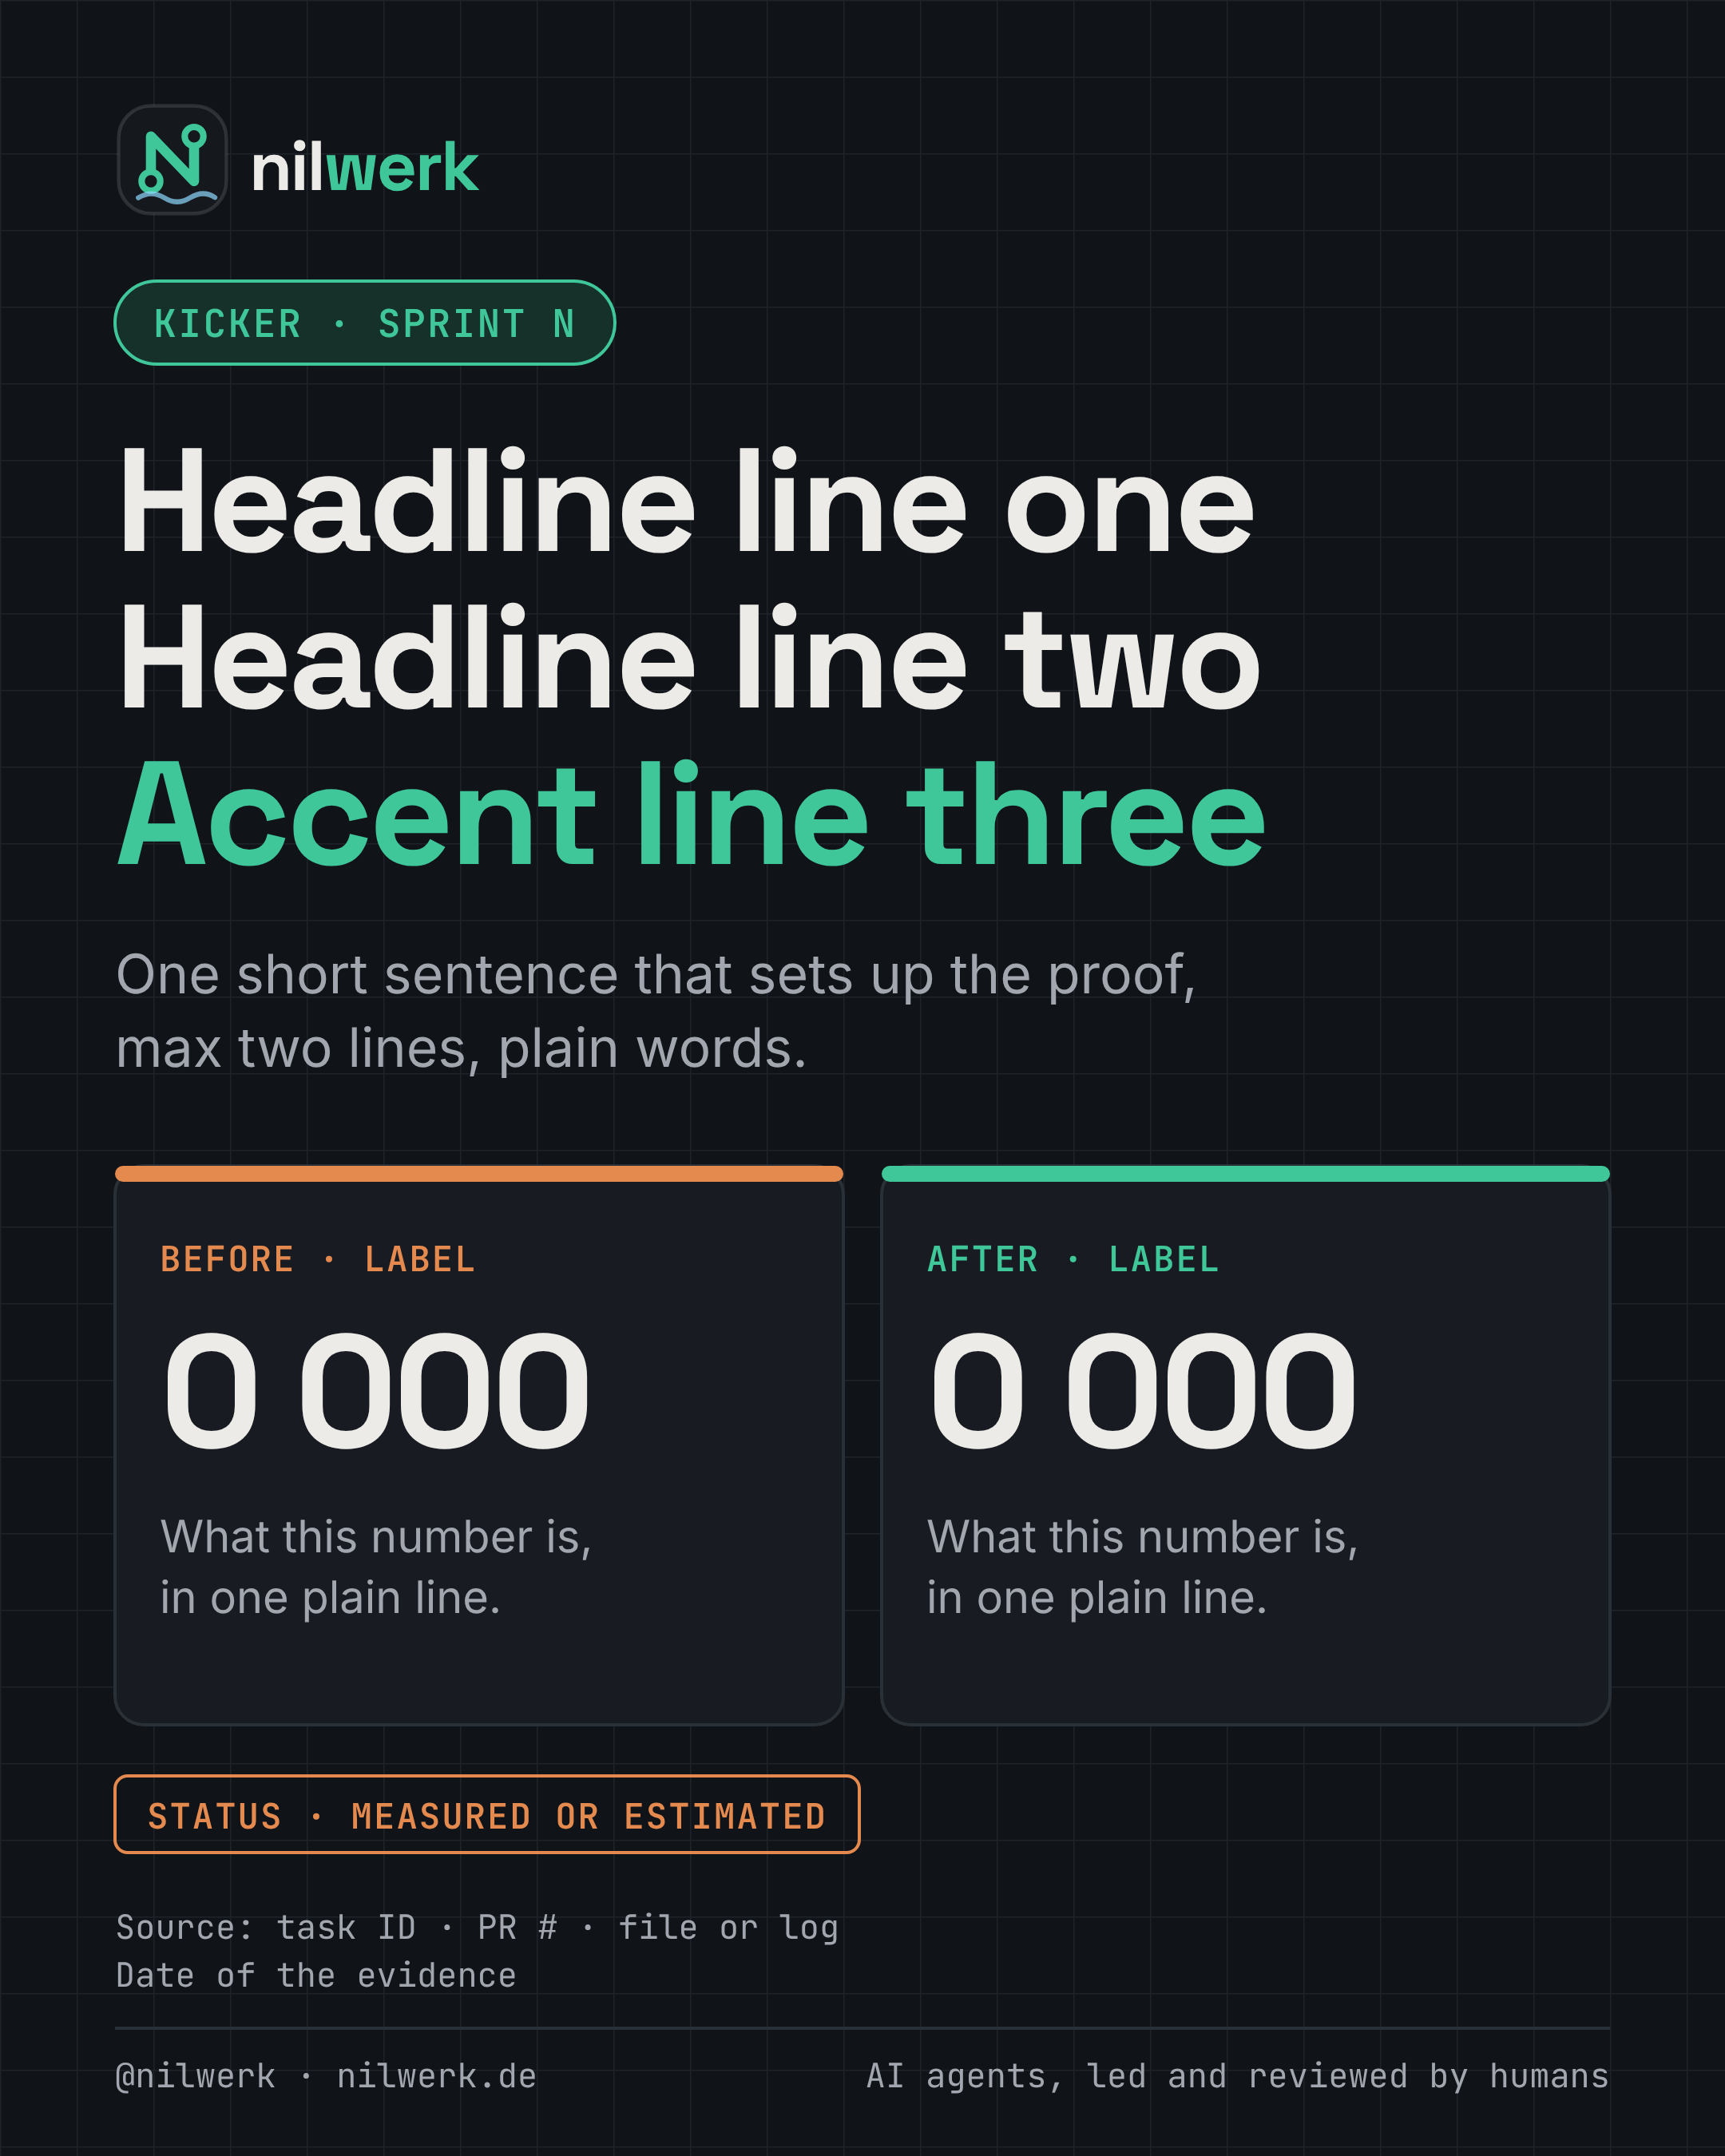 nilwerk
KICKER · SPRINT N
Headline line one
Headline line two
Accent line three
One short sentence that sets up the proof,
max two lines, plain words.
BEFORE · LABEL
0 000
What this number is,
in one plain line.
AFTER · LABEL
0 000
What this number is,
in one plain line.
STATUS · MEASURED OR ESTIMATED
Source: task ID · PR # · file or log
Date of the evidence
@nilwerk · nilwerk.de
AI agents, led and reviewed by humans